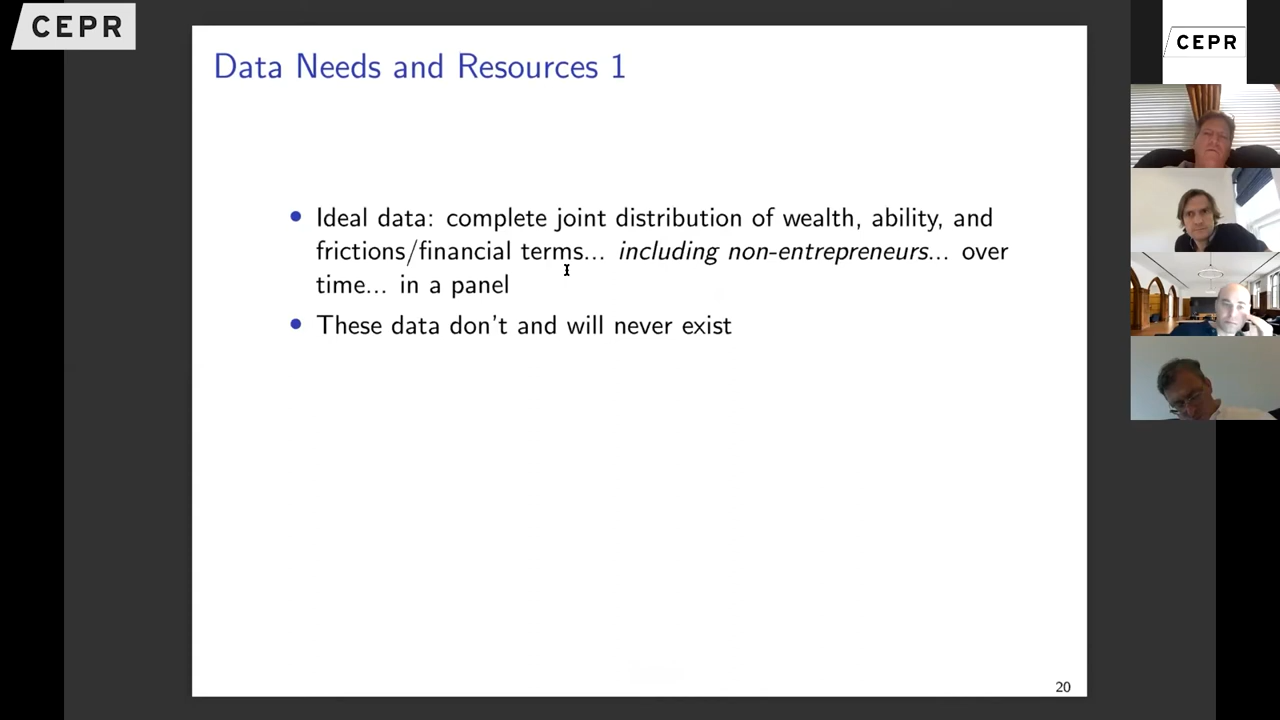 CEPR
CEPR
Data Needs and Resources 1
• Ideal data: complete joint distribution of wealth, ability, and
frictions/financial terms... including non-entrepreneurs... over
time... in a panel
• These data don't and will never exist
20